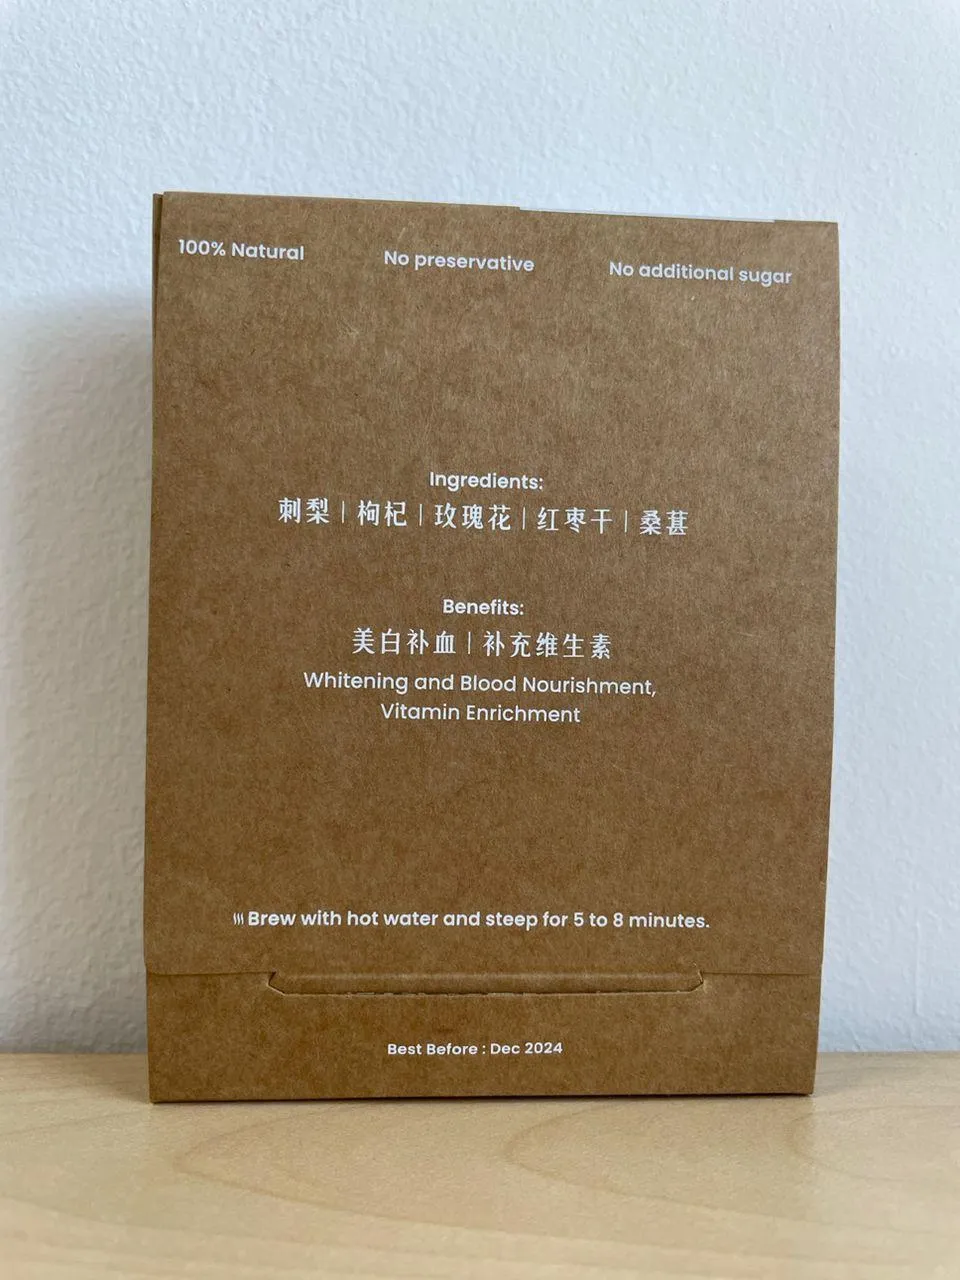 100% Natural No preservative No additional sugar
Ingredients:
刺梨 | 枸杞 | 玫瑰花 | 红枣干 | 桑葚
Benefits:
美白补血 | 补充维生素
Whitening and Blood Nourishment,
Vitamin Enrichment
Brew with hot water and steep for 5 to 8 minutes.
Best Before : Dec 2024